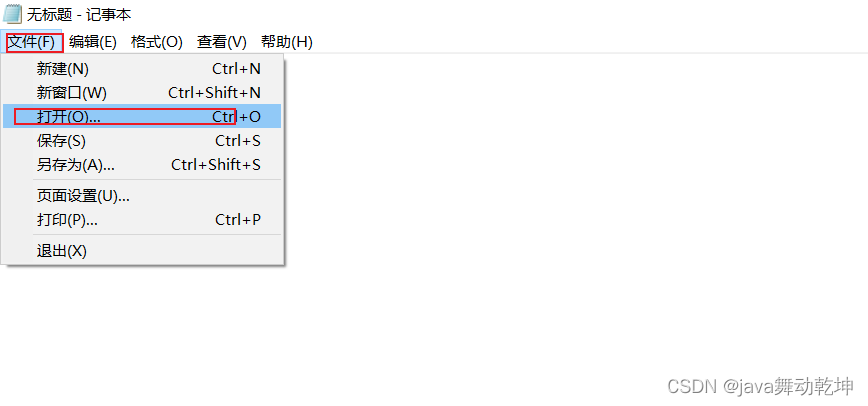 无标题 - 记事本
文件(F) 编辑(E) 格式(O) 查看(V) 帮助(H)
新建(N) Ctrl+N
新窗口(W) Ctrl+Shift+N
打开(O)... Ctrl+O
保存(S) Ctrl+S
另存为(A)... Ctrl+Shift+S
页面设置(U)...
打印(P)... Ctrl+P
退出(X)
CSDN @java舞动乾坤